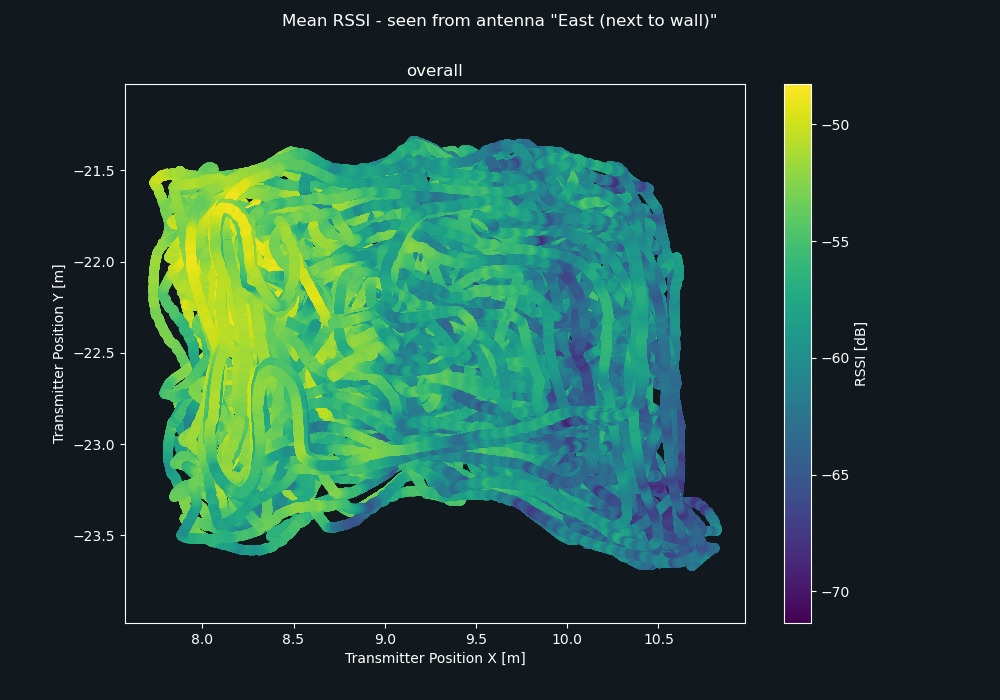 Mean RSSI - seen from antenna "East (next to wall)"
overall
−21.5
−22.0
−22.5
−23.0
−23.5
Transmitter Position Y [m]
8.0 8.5 9.0 9.5 10.0 10.5
Transmitter Position X [m]
−50
−55
−60
−65
−70
RSSI [dB]